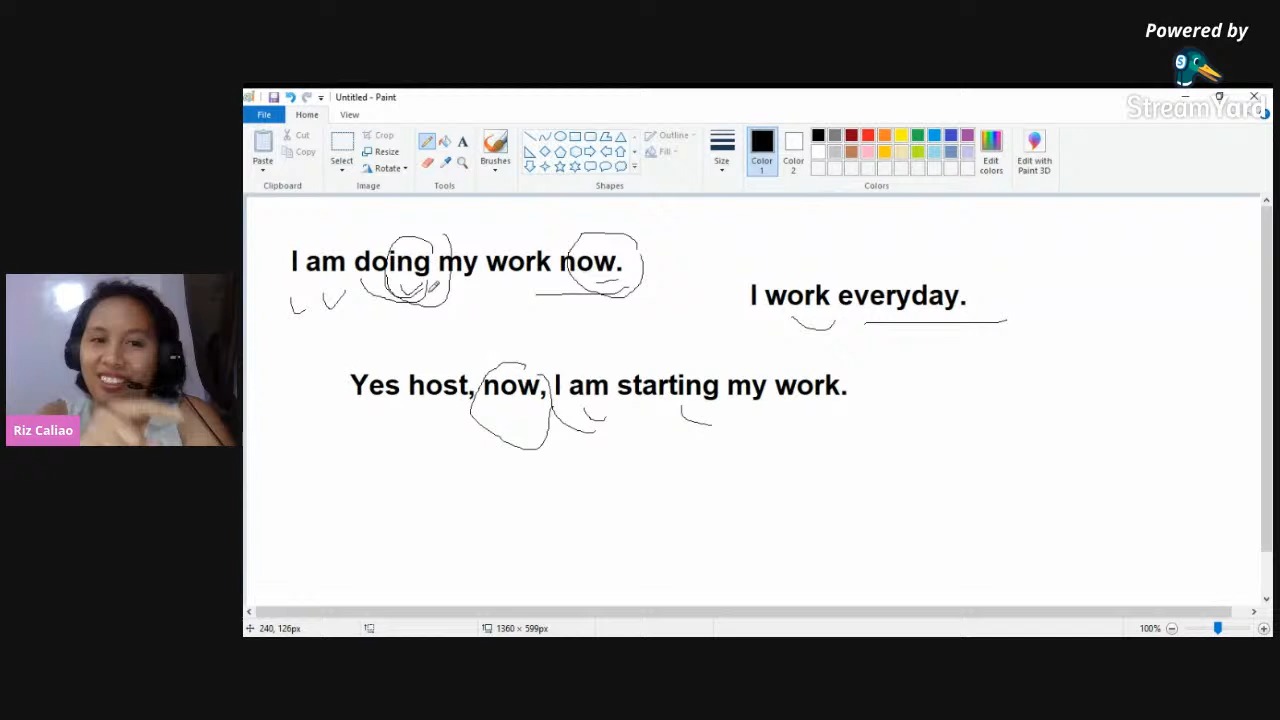 Powered by
S
StreamYard
Untitled - Paint
File Home View
Paste
Cut
Copy
Clipboard
Select
Crop
Resize
Rotate
Image
A
Tools
Brushes
Shapes
Outline
Fill
Size
Color
1
Color
2
Edit
colors
Colors
Edit with
Paint 3D
I am doing my work now.
I work everyday.
Yes host, now, I am starting my work.
Riz Caliao
240, 126px
1360 × 599px
100%